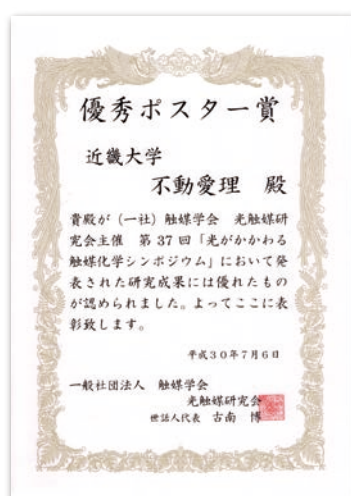 優秀ポスター賞
近畿大学
不動愛理 殿
貴殿が (一社) 触媒学会 光触媒研
究会主催 第37回「光がかかわる
触媒化学シンポジウム」において発
表された研究成果には優れたもの
が認められました。よってここに表
彰致します。
平成30年7月6日
一般社団法人 触媒学会
光触媒研究会
世話人代表 古南 博